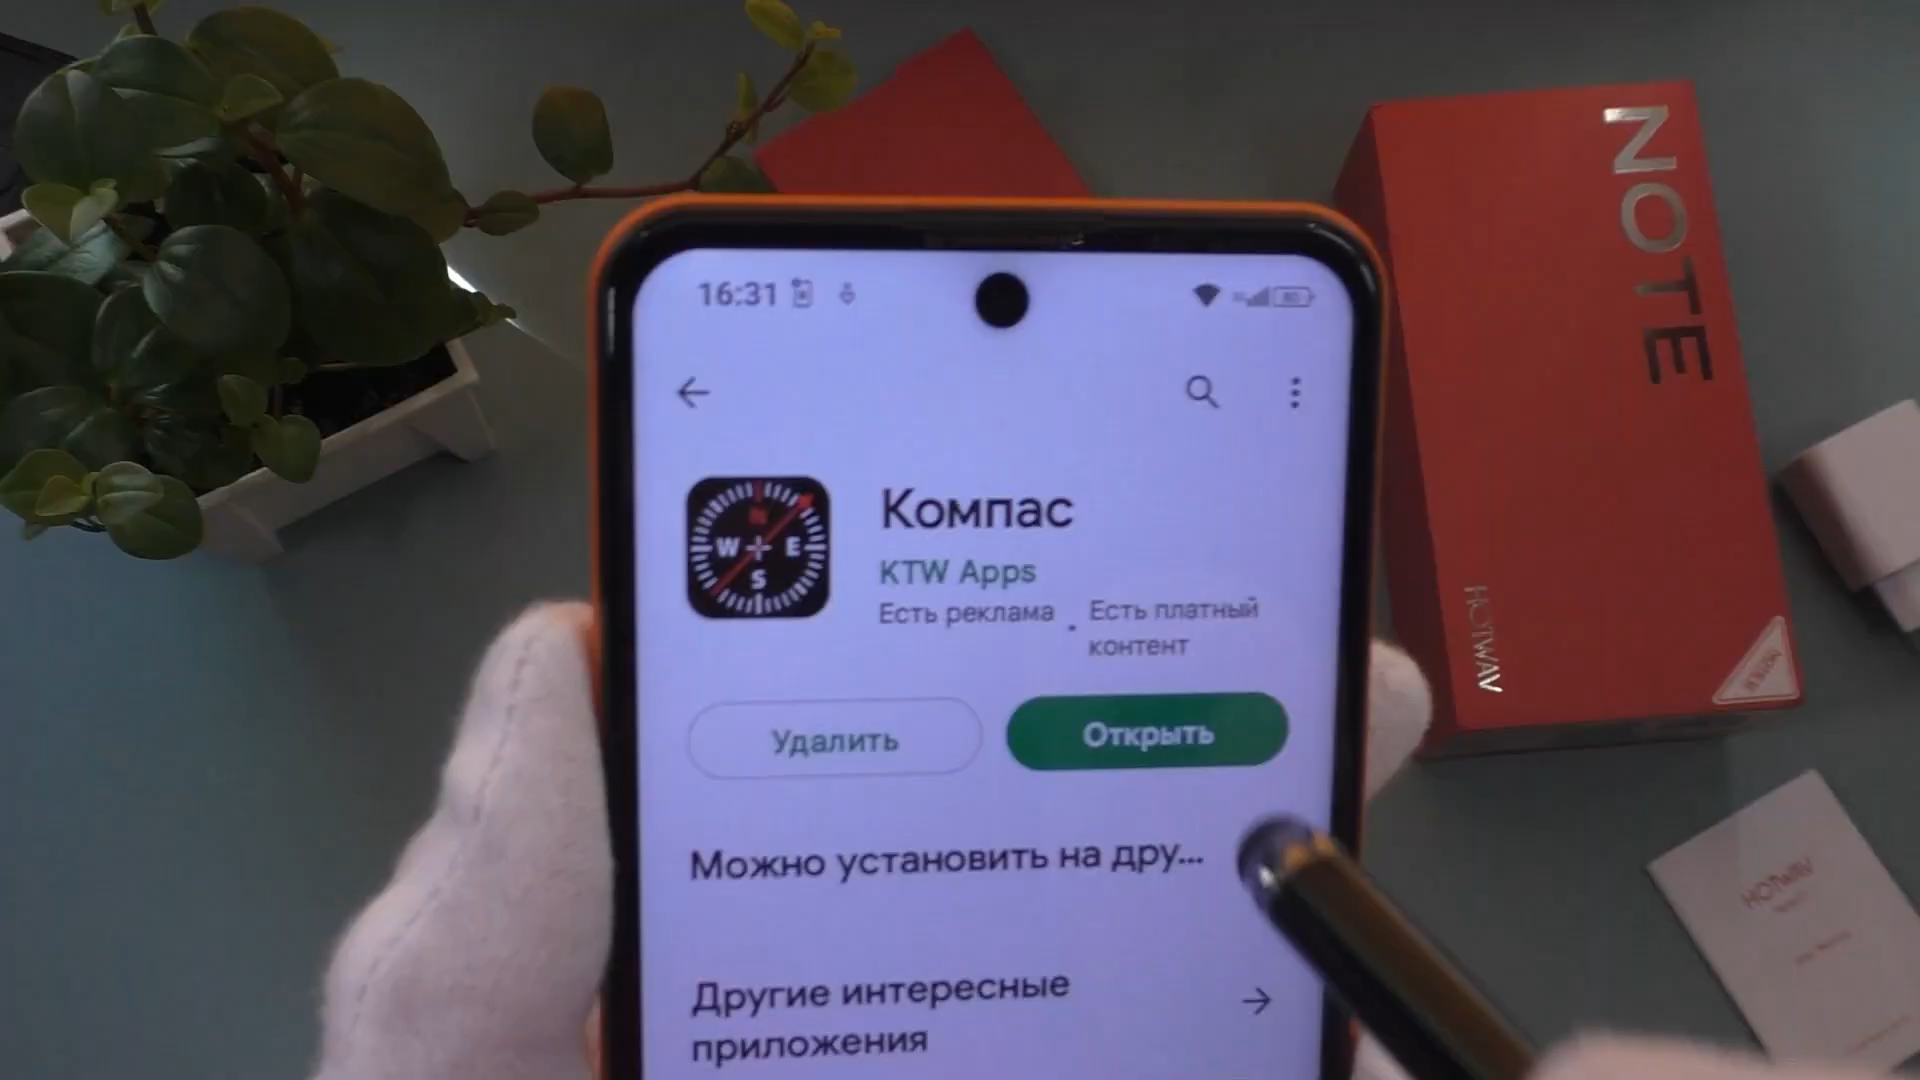 NOTE
16:31
Компас
W E
S
KTW Apps
Есть реклама · Есть платный
контент
HOTWAV
Удалить
Открыть
Можно установить на дру...
HOTWAV
Другие интересные
приложения